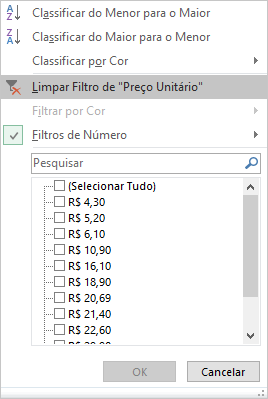 Classificar do Menor para o Maior
Classificar do Maior para o Menor
Classificar por Cor
Limpar Filtro de "Preço Unitário"
Filtrar por Cor
Filtros de Número
Pesquisar
(Selecionar Tudo)
R$ 4,30
R$ 5,20
R$ 6,10
R$ 10,90
R$ 16,10
R$ 18,90
R$ 20,69
R$ 21,40
R$ 22,60
OK
Cancelar